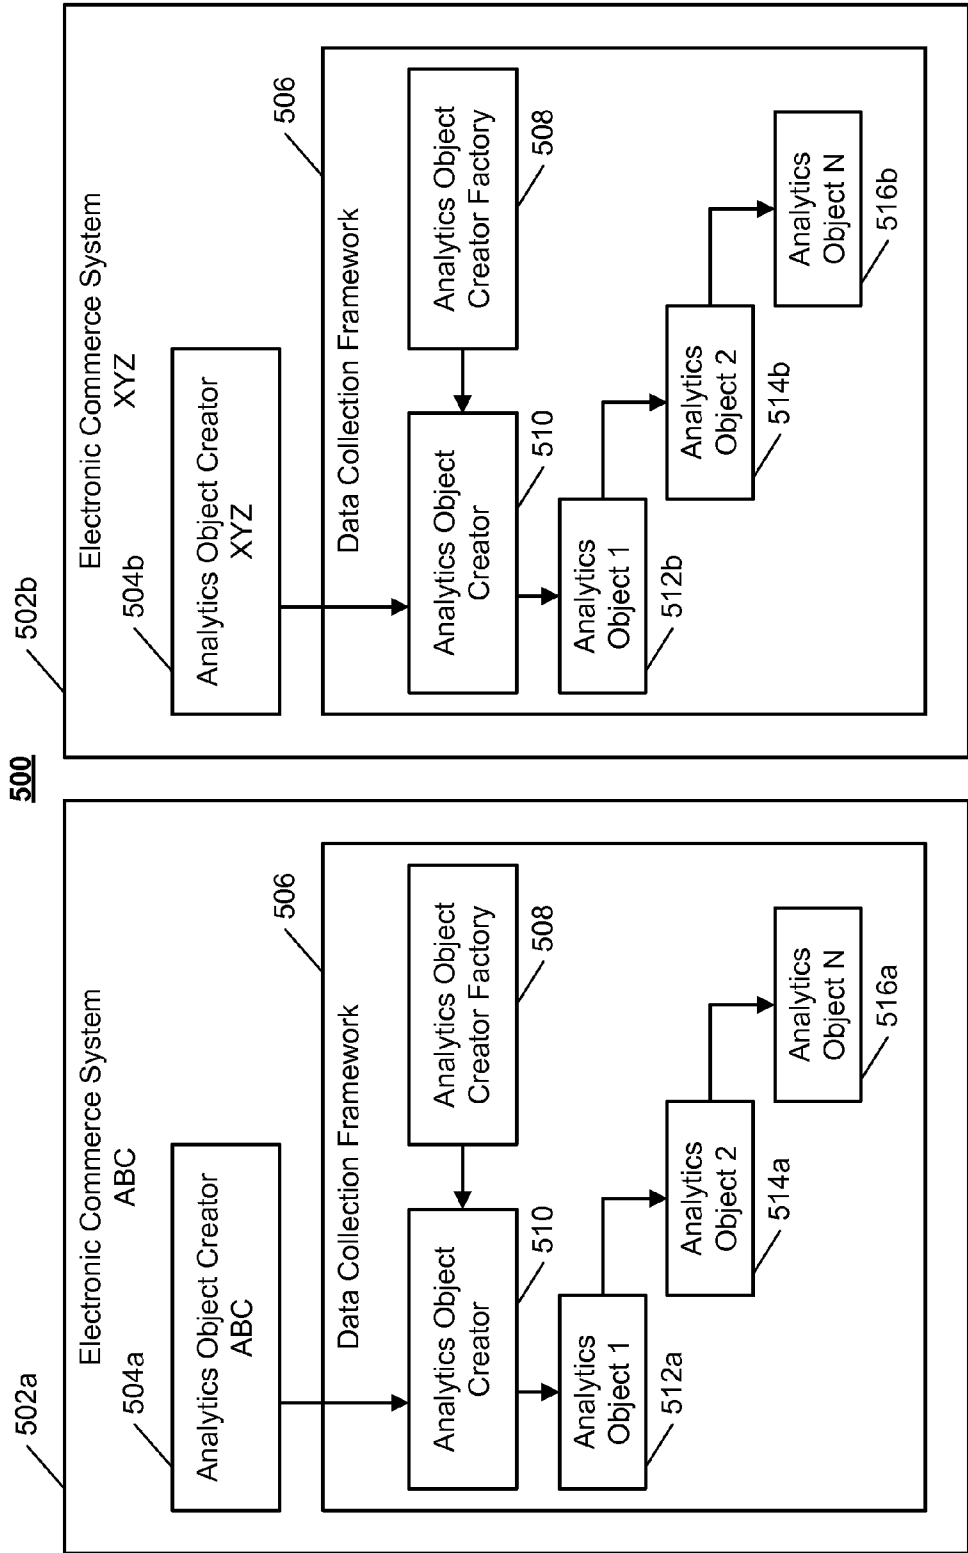 500
502a
Electronic Commerce System
ABC
504a
Analytics Object Creator
ABC
506
Data Collection Framework
Analytics Object
Creator
510
Analytics Object
Creator Factory
508
Analytics
Object 1
512a
Analytics
Object 2
514a
Analytics
Object N
516a
502b
Electronic Commerce System
XYZ
504b
Analytics Object Creator
XYZ
506
Data Collection Framework
Analytics Object
Creator
510
Analytics Object
Creator Factory
508
Analytics
Object 1
512b
Analytics
Object 2
514b
Analytics
Object N
516b